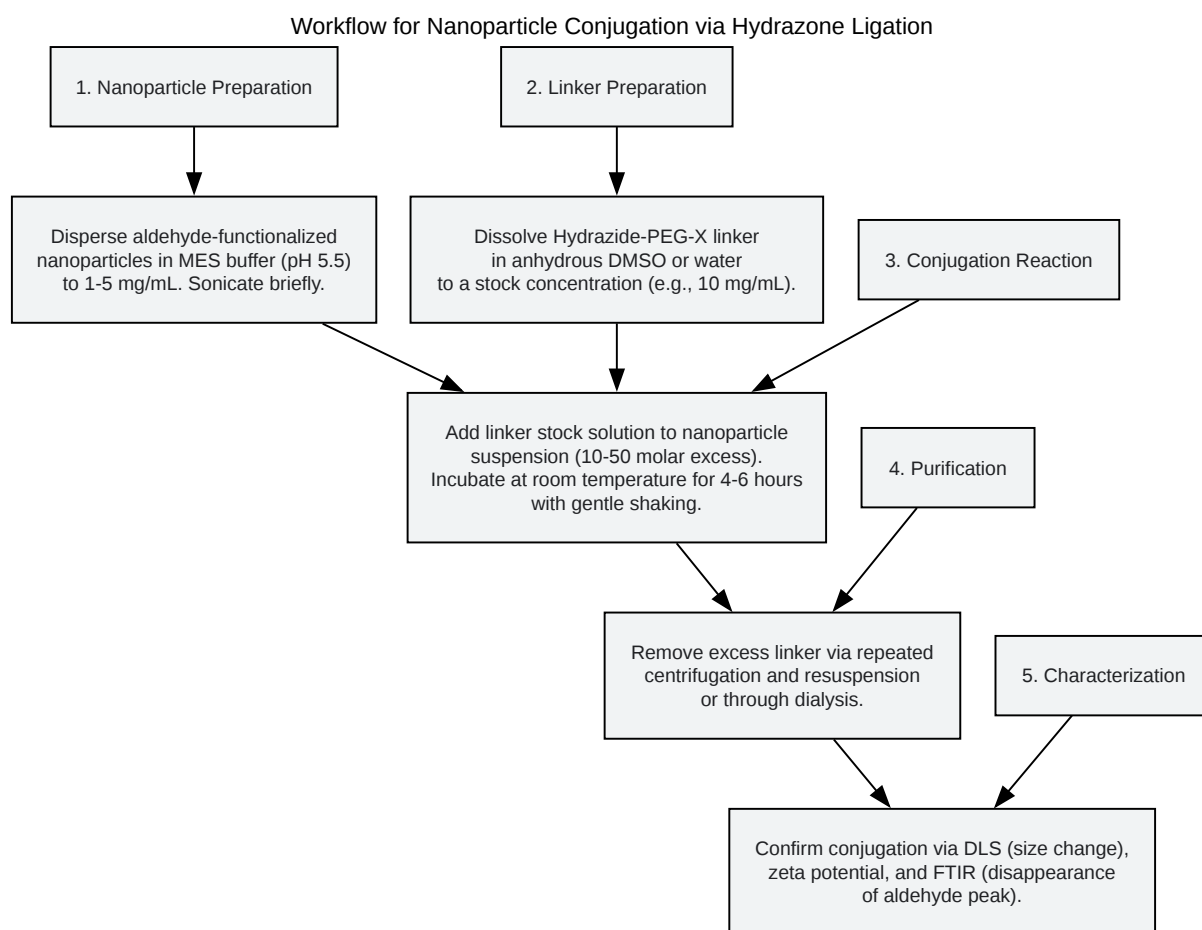 Workflow for Nanoparticle Conjugation via Hydrazone Ligation
1. Nanoparticle Preparation
2. Linker Preparation
Disperse aldehyde-functionalized
nanoparticles in MES buffer (pH 5.5)
to 1-5 mg/mL. Sonicate briefly.
Dissolve Hydrazide-PEG-X linker
in anhydrous DMSO or water
to a stock concentration (e.g., 10 mg/mL).
3. Conjugation Reaction
Add linker stock solution to nanoparticle
suspension (10-50 molar excess).
Incubate at room temperature for 4-6 hours
with gentle shaking.
4. Purification
Remove excess linker via repeated
centrifugation and resuspension
or through dialysis.
5. Characterization
Confirm conjugation via DLS (size change),
zeta potential, and FTIR (disappearance
of aldehyde peak).